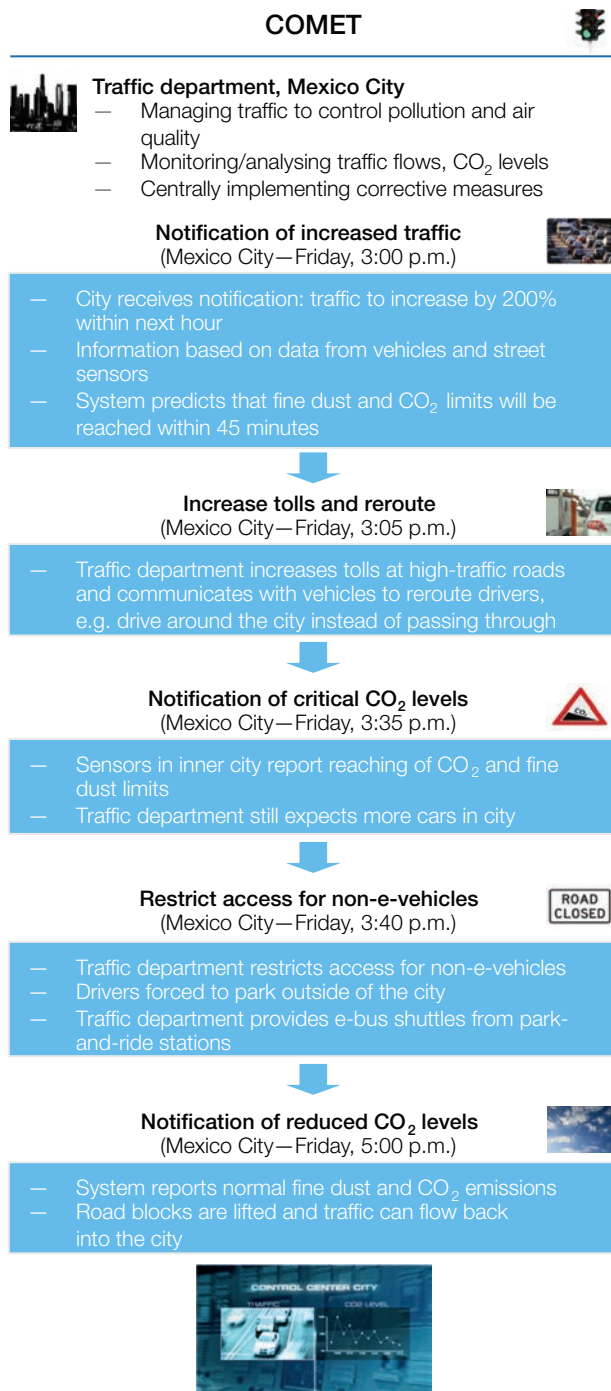 COMET
Traffic department, Mexico City
— Managing traffic to control pollution and air
quality
— Monitoring/analysing traffic flows, CO₂ levels
— Centrally implementing corrective measures
Notification of increased traffic
(Mexico City—Friday, 3:00 p.m.)
— City receives notification: traffic to increase by 200%
within next hour
— Information based on data from vehicles and street
sensors
— System predicts that fine dust and CO₂ limits will be
reached within 45 minutes
Increase tolls and reroute
(Mexico City—Friday, 3:05 p.m.)
— Traffic department increases tolls at high-traffic roads
and communicates with vehicles to reroute drivers,
e.g. drive around the city instead of passing through
Notification of critical CO₂ levels
(Mexico City—Friday, 3:35 p.m.)
CO₂
— Sensors in inner city report reaching of CO₂ and fine
dust limits
— Traffic department still expects more cars in city
Restrict access for non-e-vehicles
(Mexico City—Friday, 3:40 p.m.)
ROAD
CLOSED
— Traffic department restricts access for non-e-vehicles
— Drivers forced to park outside of the city
— Traffic department provides e-bus shuttles from park-
and-ride stations
Notification of reduced CO₂ levels
(Mexico City—Friday, 5:00 p.m.)
— System reports normal fine dust and CO₂ emissions
— Road blocks are lifted and traffic can flow back
into the city
CONTROL CENTER CITY
TRAFFIC CO2 LEVEL